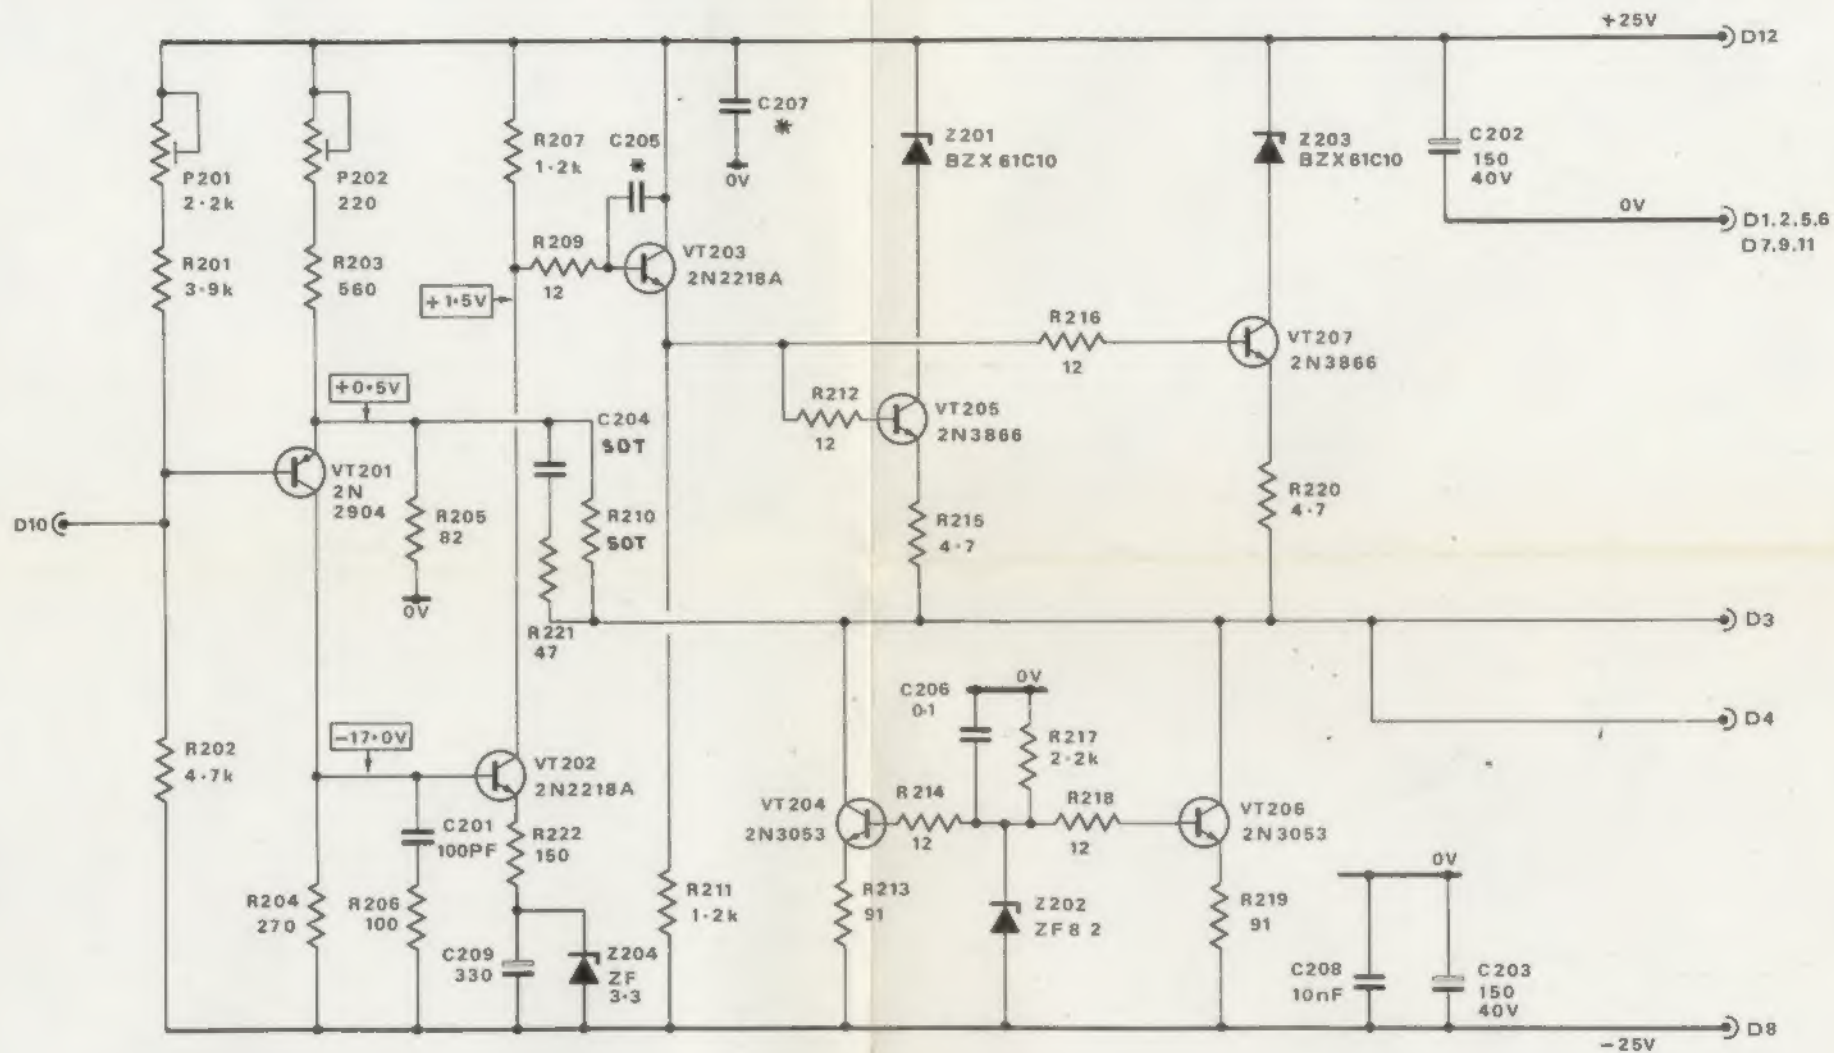 +25V
D12
C207
*
0V
R207
1·2k
C205
*
Z201
BZX61C10
Z203
BZX61C10
C202
150
40V
P201
2·2k
P202
220
0V
D1.2.5.6
D7.9.11
R201
3·9k
R203
560
R209
12
VT203
2N2218A
+1·5V
R216
12
VT207
2N3866
+0·5V
R212
12
VT205
2N3866
C204
SOT
VT201
2N
2904
D10
R205
82
0V
R210
SOT
R215
4·7
R220
4·7
R221
47
D3
D4
C206
0·1
0V
R217
2·2k
R202
4·7k
-17·0V
VT202
2N2218A
VT204
2N3053
R214
12
R218
12
VT206
2N3053
C201
100PF
R222
150
R204
270
R206
100
R211
1·2k
R213
91
Z202
ZF8 2
R219
91
0V
C209
330
Z204
ZF
3·3
C208
10nF
C203
150
40V
D8
-25V